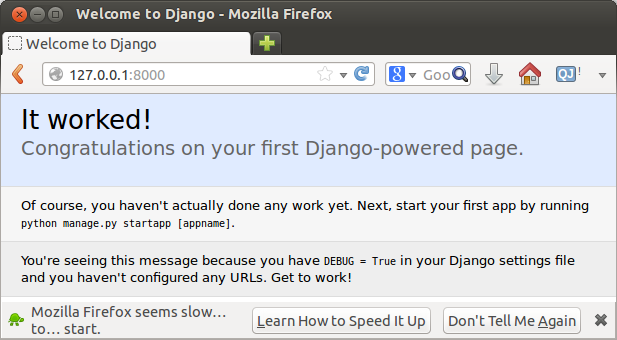 Welcome to Django - Mozilla Firefox
Welcome to Django
127.0.0.1:8000
Goo
QJ!
It worked!
Congratulations on your first Django-powered page.
Of course, you haven't actually done any work yet. Next, start your first app by running
python manage.py startapp [appname].
You're seeing this message because you have DEBUG = True in your Django settings file
and you haven't configured any URLs. Get to work!
Mozilla Firefox seems slow...
to... start.
Learn How to Speed It Up
Don't Tell Me Again